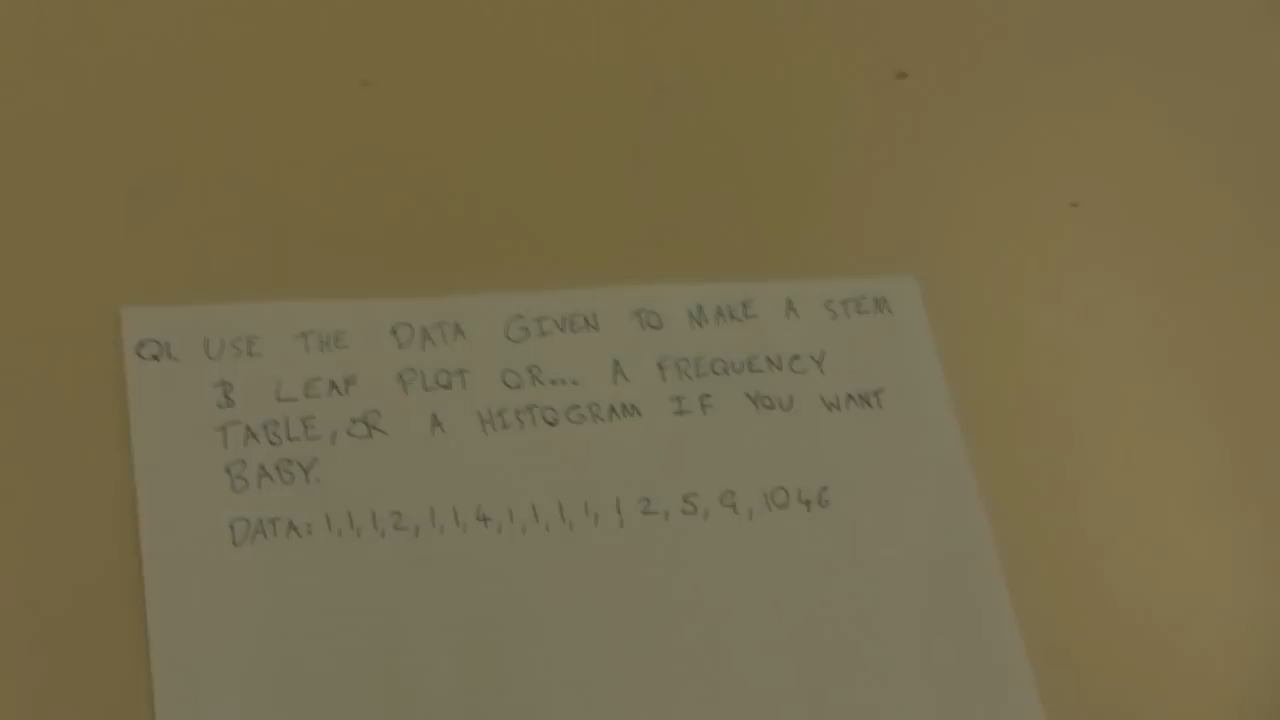 Q1. USE THE DATA GIVEN TO MAKE A STEM
& LEAF PLOT OR... A FREQUENCY
TABLE, OR A HISTOGRAM IF YOU WANT
BABY.
DATA: 1,1,1,2,1,1,4,1,1,1,1,1 2,5,9,1046